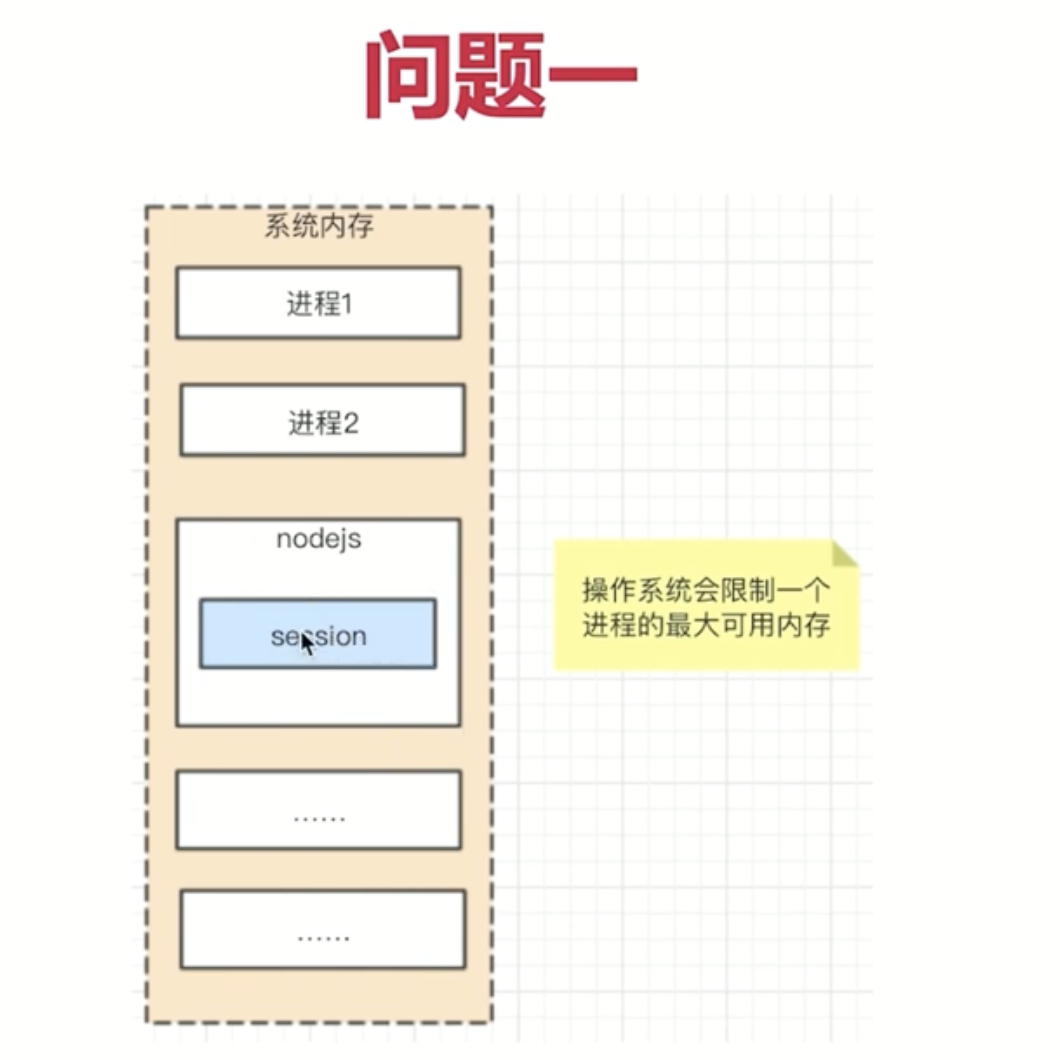 问题一
系统内存
进程1
进程2
nodejs
session
操作系统会限制一个
进程的最大可用内存
......
......